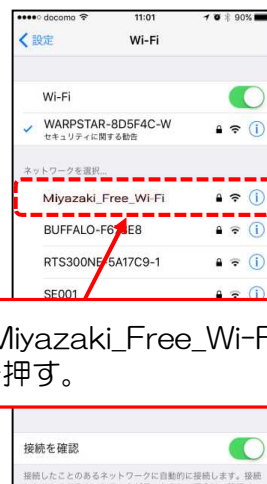 docomo 11:01 90%
設定 Wi-Fi
Wi-Fi
WARPSTAR-8D5F4C-W
セキュリティに関する勧告
ネットワークを選択...
Miyazaki_Free_Wi-Fi
BUFFALO-F6 E8
RTS300NE-5A17C9-1
SE001
Miyazaki_Free_Wi-F
押す。
接続を確認
接続したことのあるネットワークに自動的に接続します。接続